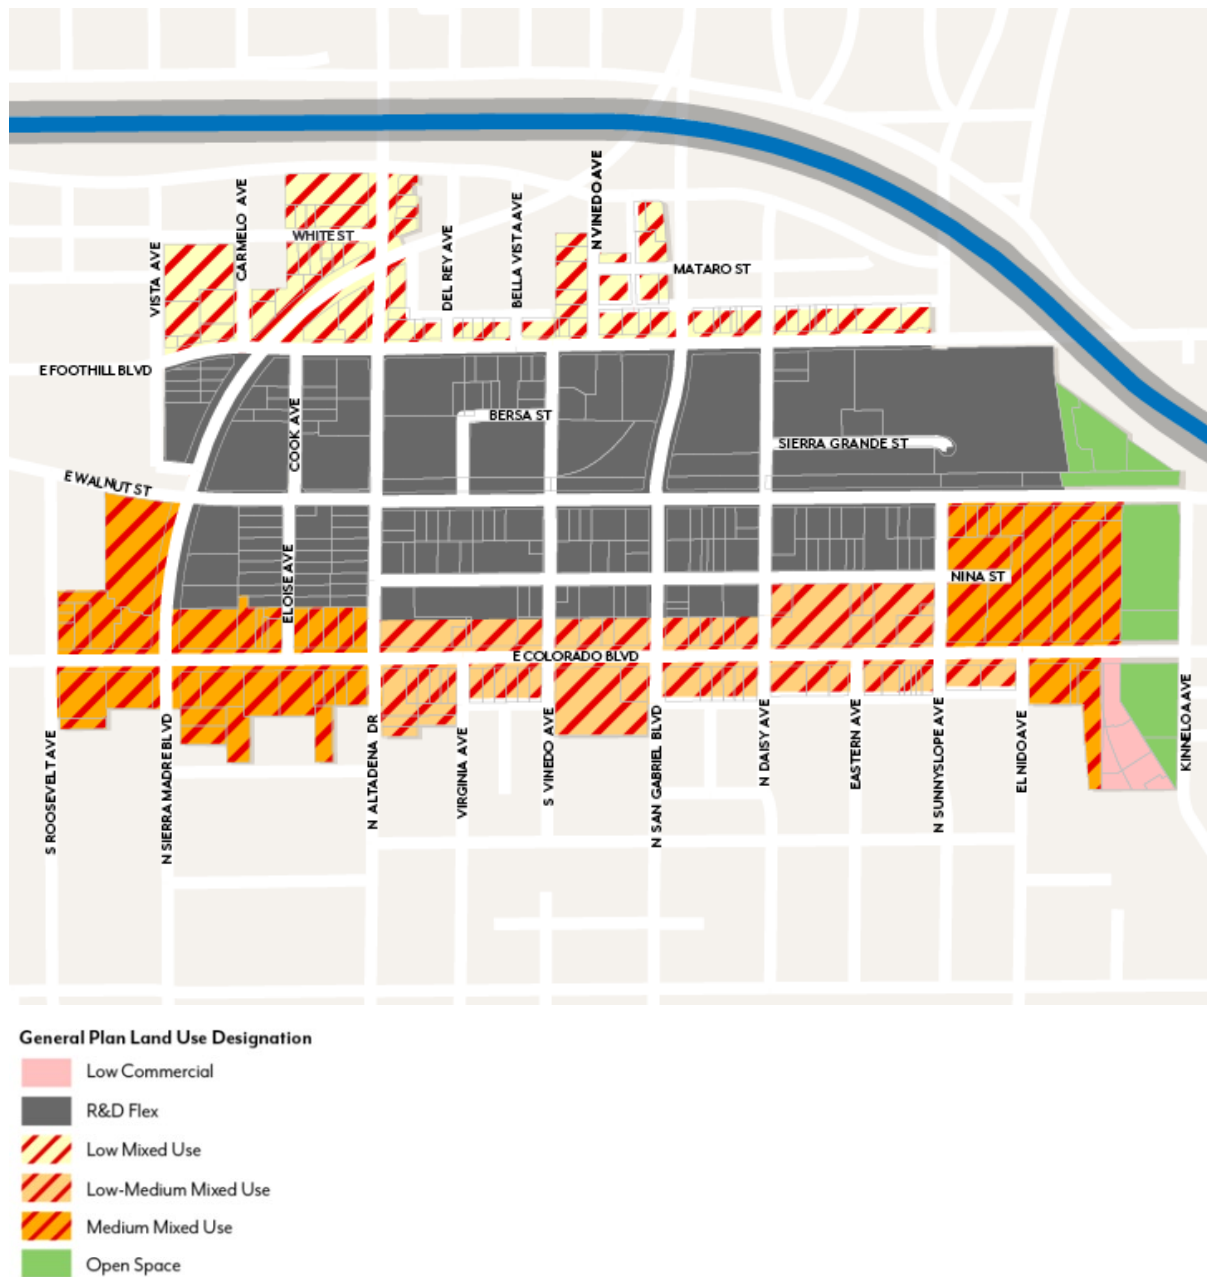 N VINEDO AVE
CARMELO AVE
BELLA VISTA AVE
DEL REY AVE
WHITE ST
VISTA AVE
MATARO ST
E FOOTHILL BLVD
BERSA ST
COOK AVE
SIERRA GRANDE ST
E WALNUT ST
ELOISE AVE
NINA ST
E COLORADO BLVD
S ROOSEVELT AVE
N SIERRA MADRE BLVD
N ALTADENA DR
VIRGINIA AVE
S VINEDO AVE
N SAN GABRIEL BLVD
N DAISY AVE
EASTERN AVE
N SUNNYSLOPE AVE
EL NIDO AVE
KINNELOA AVE
General Plan Land Use Designation
Low Commercial
R&D Flex
Low Mixed Use
Low-Medium Mixed Use
Medium Mixed Use
Open Space